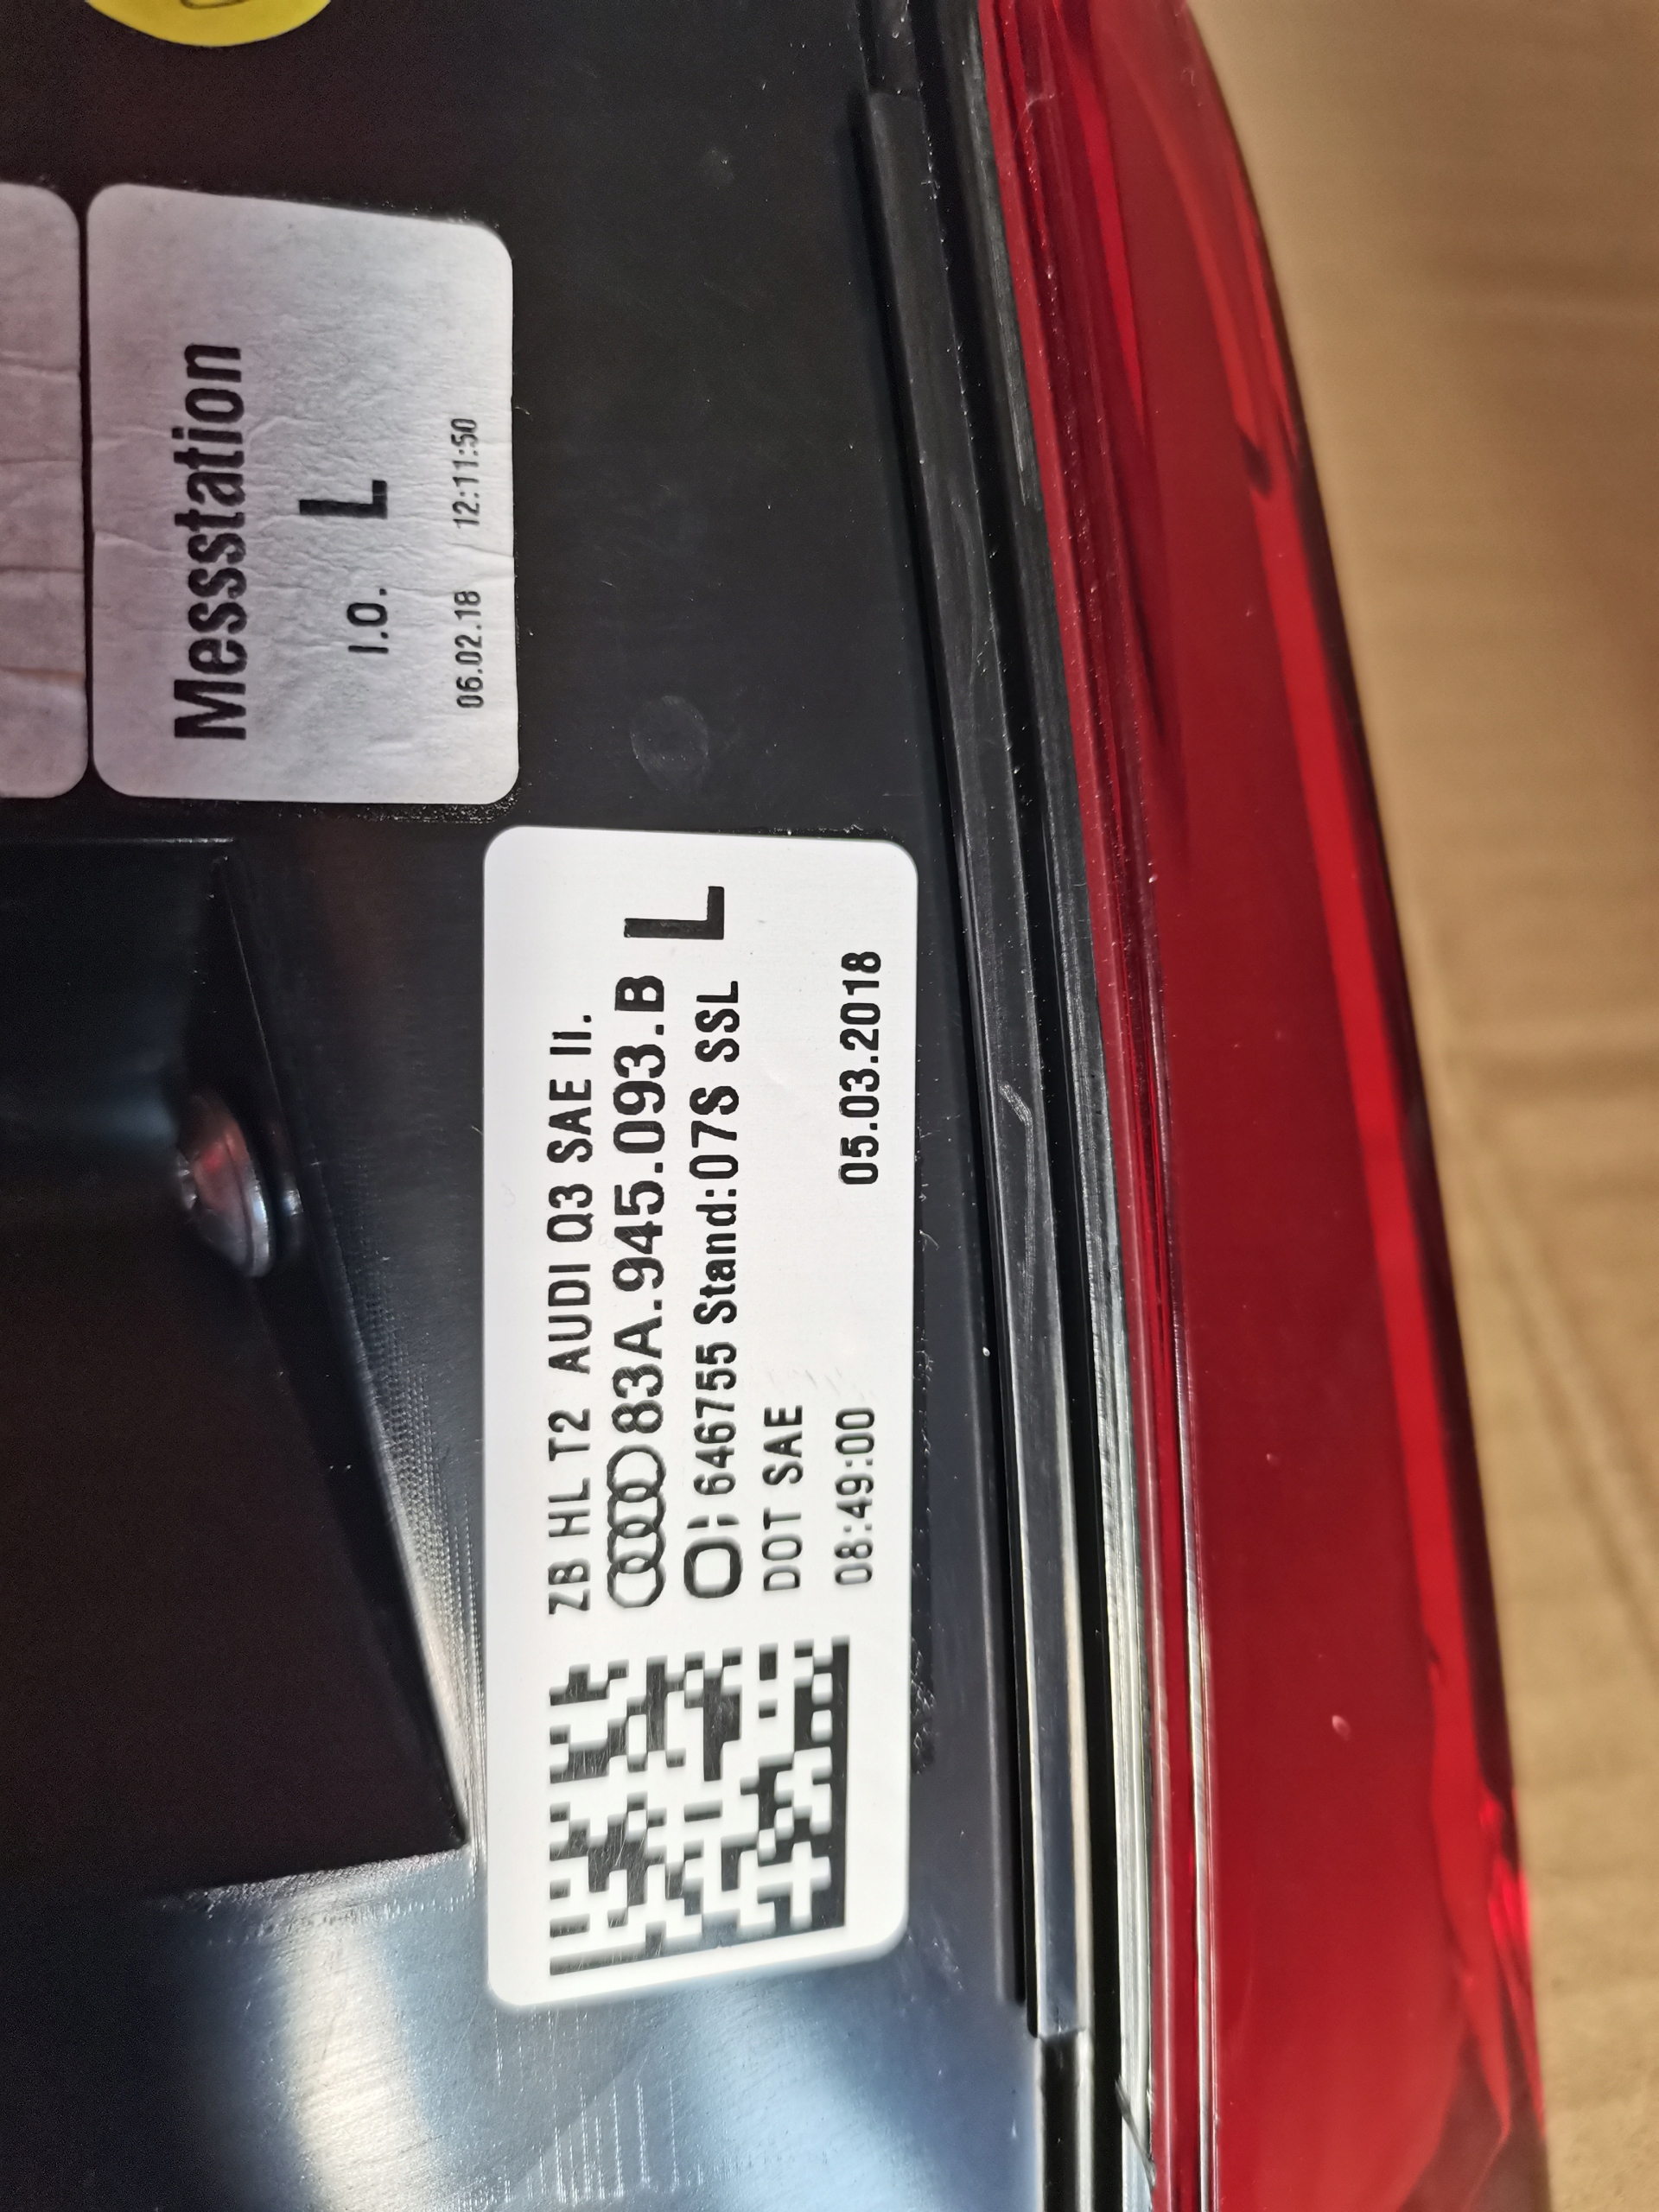 Messstation
I.O. L
06.02.18 12:11:50
ZB HL T2 AUDI Q3 SAE li.
83A.945.093.B L
646755 Stand:07S SSL
DOT SAE
08:49:00 05.03.2018